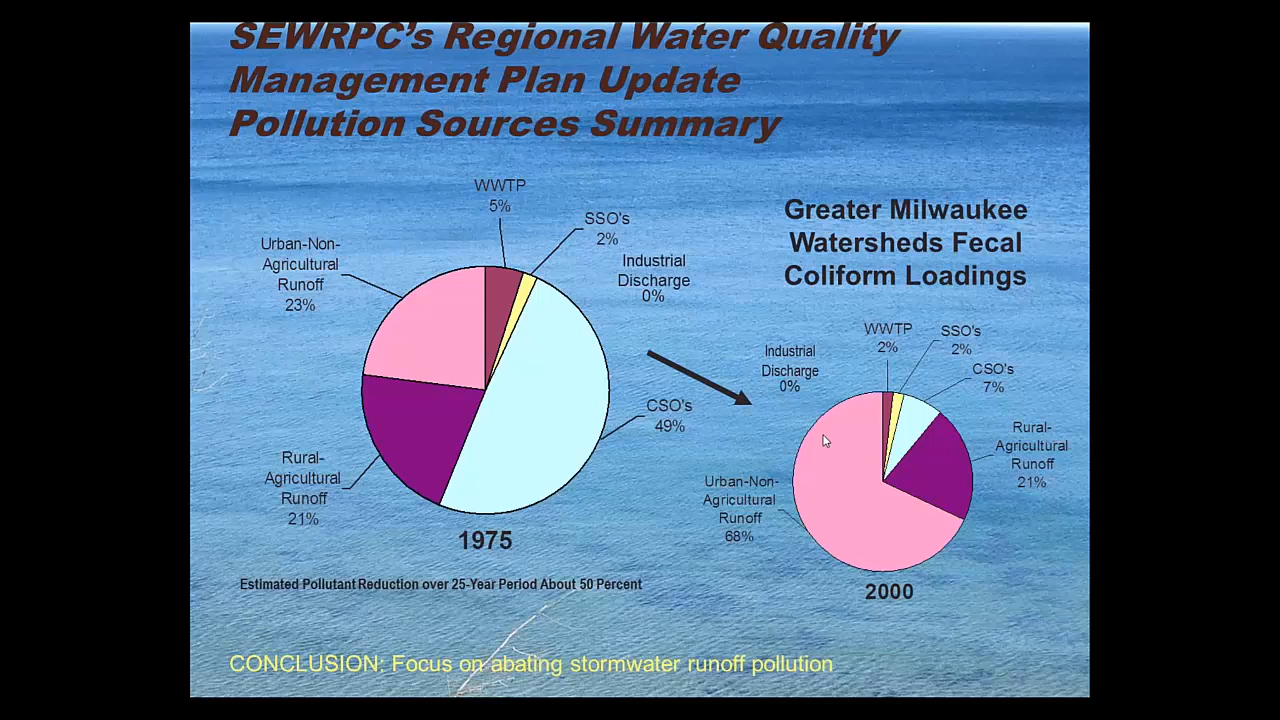 SEWRPC's Regional Water Quality
Management Plan Update
Pollution Sources Summary
Greater Milwaukee
Watersheds Fecal
Coliform Loadings
WWTP
5%
SSO's
2%
Industrial
Discharge
0%
Urban-Non-
Agricultural
Runoff
23%
CSO's
49%
Rural-
Agricultural
Runoff
21%
1975
Estimated Pollutant Reduction over 25-Year Period About 50 Percent
WWTP
2%
SSO's
2%
Industrial
Discharge
0%
CSO's
7%
Rural-
Agricultural
Runoff
21%
Urban-Non-
Agricultural
Runoff
68%
2000
CONCLUSION: Focus on abating stormwater runoff pollution